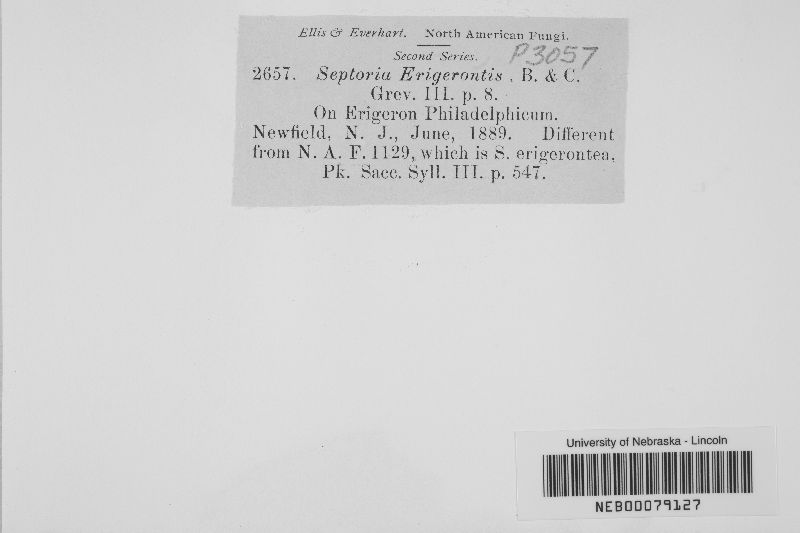 Ellis & Everhart. North American Fungi.
Second Series. P3057
2657. Septoria Erigerontis, B. & C.
Grev. III. p. 8.
On Erigeron Philadelphicum.
Newfield, N. J., June, 1889. Different
from N. A. F. 1129, which is S. erigerontea,
Pk. Sacc. Syll. III. p. 547.
University of Nebraska - Lincoln
NEB00079127